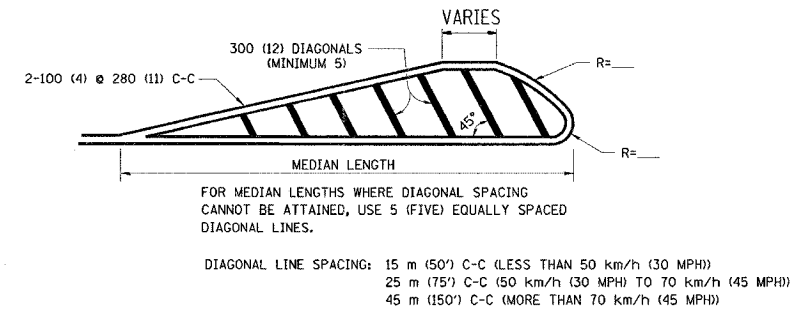 VARIES
300 (12) DIAGONALS
(MINIMUM 5)
R=___
2-100 (4) @ 280 (11) C-C
45°
R=___
MEDIAN LENGTH
FOR MEDIAN LENGTHS WHERE DIAGONAL SPACING
CANNOT BE ATTAINED, USE 5 (FIVE) EQUALLY SPACED
DIAGONAL LINES.
DIAGONAL LINE SPACING: 15 m (50') C-C (LESS THAN 50 km/h (30 MPH))
25 m (75') C-C (50 km/h (30 MPH) TO 70 km/h (45 MPH))
45 m (150') C-C (MORE THAN 70 km/h (45 MPH))